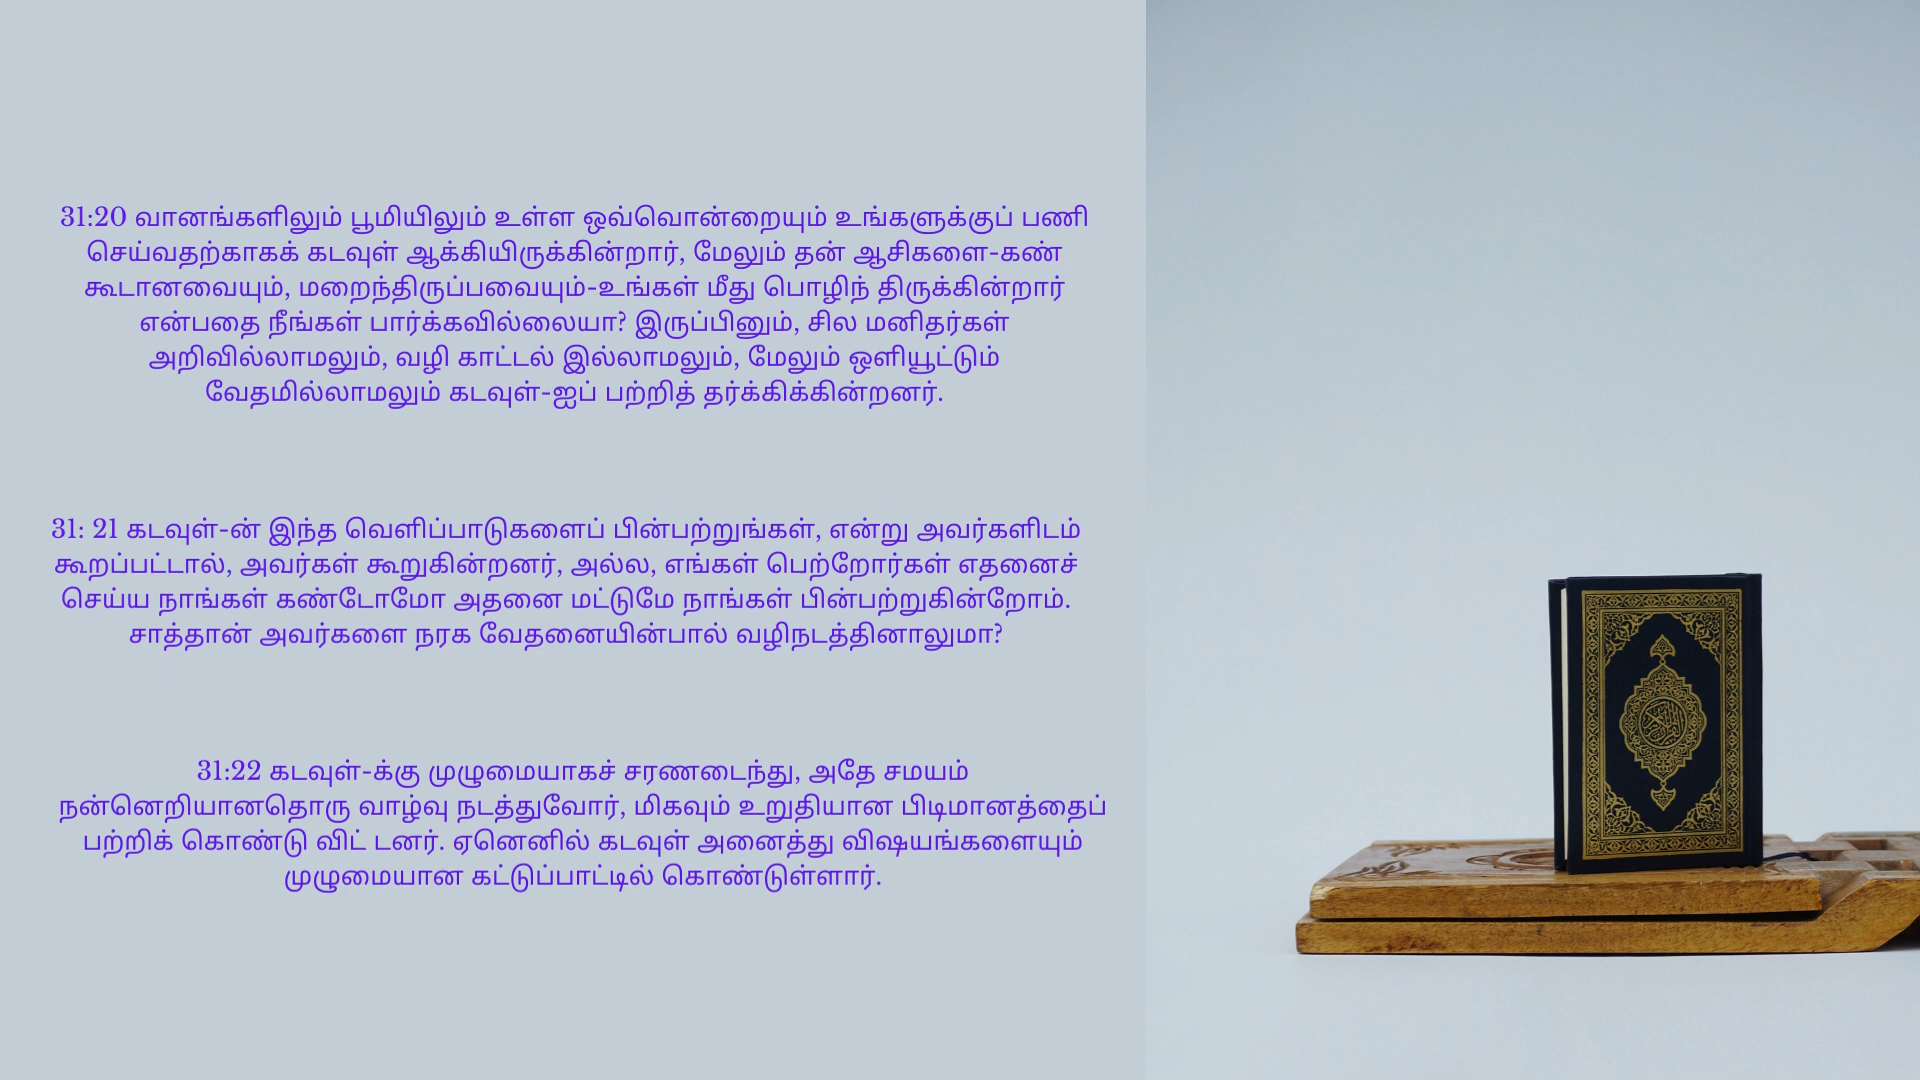 31:20 வானங்களிலும் பூமியிலும் உள்ள ஒவ்வொன்றையும் உங்களுக்குப் பணி
செய்வதற்காகக் கடவுள் ஆக்கியிருக்கின்றார், மேலும் தன் ஆசிகளை-கண்
கூடானவையும், மறைந்திருப்பவையும்-உங்கள் மீது பொழிந் திருக்கின்றார்
என்பதை நீங்கள் பார்க்கவில்லையா? இருப்பினும், சில மனிதர்கள்
அறிவில்லாமலும், வழி காட்டல் இல்லாமலும், மேலும் ஒளியூட்டும்
வேதமில்லாமலும் கடவுள்-ஐப் பற்றித் தர்க்கிக்கின்றனர்.
31: 21 கடவுள்-ன் இந்த வெளிப்பாடுகளைப் பின்பற்றுங்கள், என்று அவர்களிடம்
கூறப்பட்டால், அவர்கள் கூறுகின்றனர், அல்ல, எங்கள் பெற்றோர்கள் எதனைச்
செய்ய நாங்கள் கண்டோமோ அதனை மட்டுமே நாங்கள் பின்பற்றுகின்றோம்.
சாத்தான் அவர்களை நரக வேதனையின்பால் வழிநடத்தினாலுமா?
31:22 கடவுள்-க்கு முழுமையாகச் சரணடைந்து, அதே சமயம்
நன்னெறியானதொரு வாழ்வு நடத்துவோர், மிகவும் உறுதியான பிடிமானத்தைப்
பற்றிக் கொண்டு விட் டனர். ஏனெனில் கடவுள் அனைத்து விஷயங்களையும்
முழுமையான கட்டுப்பாட்டில் கொண்டுள்ளார்.